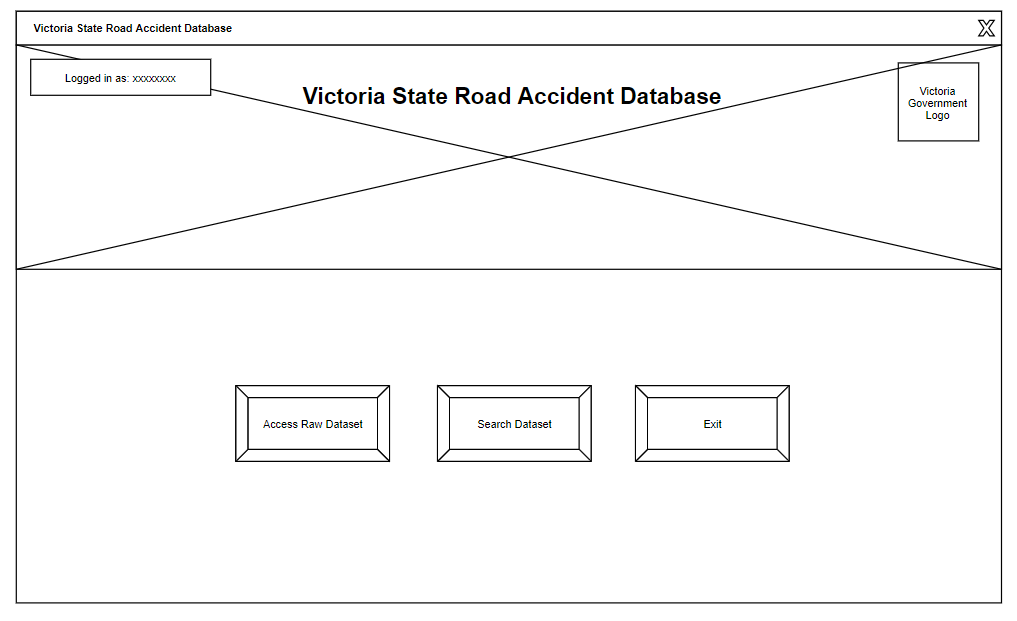 Victoria State Road Accident Database
X
Logged in as: xxxxxxxx
Victoria State Road Accident Database
Victoria
Government
Logo
Access Raw Dataset
Search Dataset
Exit